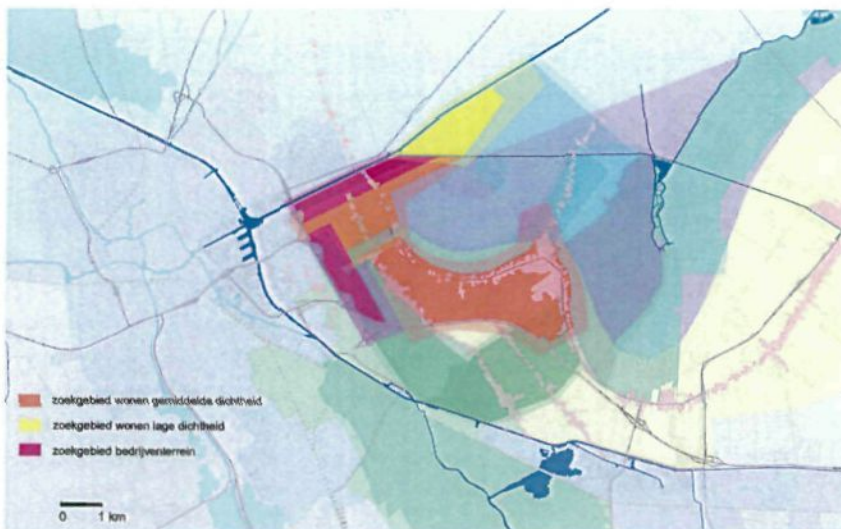 zoekgebied wonen gemiddelde dichtheid
zoekgebied wonen lage dichtheid
zoekgebied bedrijventerrein
0 1 km